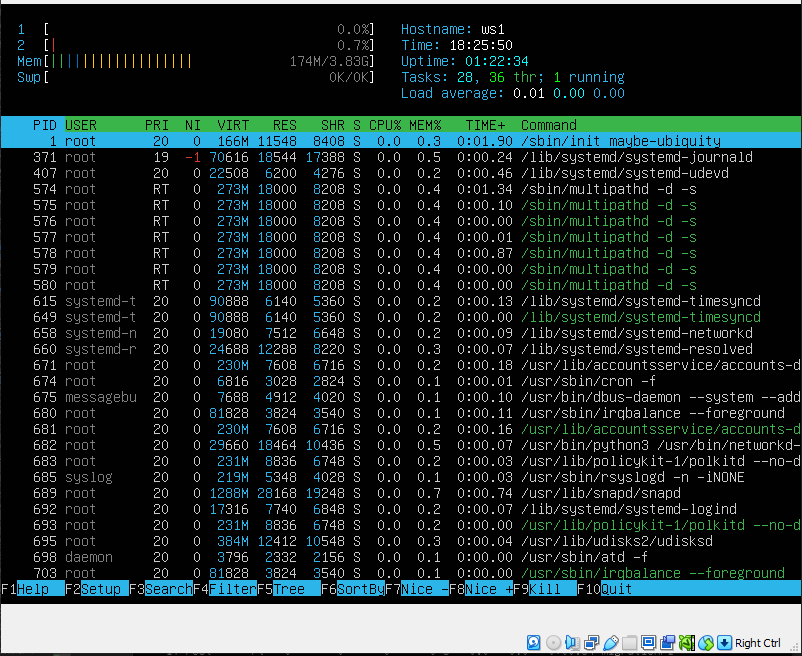 1 [ 0.0%] Hostname: ws1
2 [| 0.7%] Time: 18:25:50
Mem[|||||||||||||||||| 174M/3.83G] Uptime: 01:22:34
Swp[ 0K/0K] Tasks: 28, 36 thr; 1 running
Load average: 0.01 0.00 0.00
PID USER PRI NI VIRT RES SHR S CPU% MEM% TIME+ Command
1 root 20 0 166M 11548 8408 S 0.0 0.3 0:01.90 /sbin/init maybe-ubiquity
371 root 19 -1 70616 18544 17388 S 0.0 0.5 0:00.24 /lib/systemd/systemd-journald
407 root 20 0 22508 6200 4276 S 0.0 0.2 0:00.46 /lib/systemd/systemd-udevd
574 root RT 0 273M 18000 8208 S 0.0 0.4 0:01.34 /sbin/multipathd -d -s
575 root RT 0 273M 18000 8208 S 0.0 0.4 0:00.10 /sbin/multipathd -d -s
576 root RT 0 273M 18000 8208 S 0.0 0.4 0:00.00 /sbin/multipathd -d -s
577 root RT 0 273M 18000 8208 S 0.0 0.4 0:00.01 /sbin/multipathd -d -s
578 root RT 0 273M 18000 8208 S 0.0 0.4 0:00.87 /sbin/multipathd -d -s
579 root RT 0 273M 18000 8208 S 0.0 0.4 0:00.00 /sbin/multipathd -d -s
580 root RT 0 273M 18000 8208 S 0.0 0.4 0:00.00 /sbin/multipathd -d -s
615 systemd-t 20 0 90888 6140 5360 S 0.0 0.2 0:00.13 /lib/systemd/systemd-timesyncd
649 systemd-t 20 0 90888 6140 5360 S 0.0 0.2 0:00.00 /lib/systemd/systemd-timesyncd
658 systemd-n 20 0 19080 7512 6648 S 0.0 0.2 0:00.09 /lib/systemd/systemd-networkd
660 systemd-r 20 0 24688 12288 8220 S 0.0 0.3 0:00.07 /lib/systemd/systemd-resolved
671 root 20 0 230M 7608 6716 S 0.0 0.2 0:00.18 /usr/lib/accountsservice/accounts-d
674 root 20 0 6816 3028 2824 S 0.0 0.1 0:00.01 /usr/sbin/cron -f
675 messagebu 20 0 7688 4912 4020 S 0.0 0.1 0:00.10 /usr/bin/dbus-daemon --system --add
680 root 20 0 81828 3824 3540 S 0.0 0.1 0:00.11 /usr/sbin/irqbalance --foreground
681 root 20 0 230M 7608 6716 S 0.0 0.2 0:00.16 /usr/lib/accountsservice/accounts-d
682 root 20 0 29660 18464 10436 S 0.0 0.5 0:00.07 /usr/bin/python3 /usr/bin/networkd-
683 root 20 0 231M 8836 6748 S 0.0 0.2 0:00.03 /usr/lib/policykit-1/polkitd --no-d
685 syslog 20 0 219M 5348 4028 S 0.0 0.1 0:00.03 /usr/sbin/rsyslogd -n -iNONE
689 root 20 0 1288M 28168 19248 S 0.0 0.7 0:00.74 /usr/lib/snapd/snapd
692 root 20 0 17316 7740 6848 S 0.0 0.2 0:00.07 /lib/systemd/systemd-logind
693 root 20 0 231M 8836 6748 S 0.0 0.2 0:00.00 /usr/lib/policykit-1/polkitd --no-d
695 root 20 0 384M 12412 10548 S 0.0 0.3 0:00.04 /usr/lib/udisks2/udisksd
698 daemon 20 0 3796 2332 2156 S 0.0 0.1 0:00.00 /usr/sbin/atd -f
703 root 20 0 81828 3824 3540 S 0.0 0.1 0:00.00 /usr/sbin/irqbalance --foreground
F1Help F2Setup F3SearchF4FilterF5Tree F6SortByF7Nice -F8Nice +F9Kill F10Quit
Right Ctrl